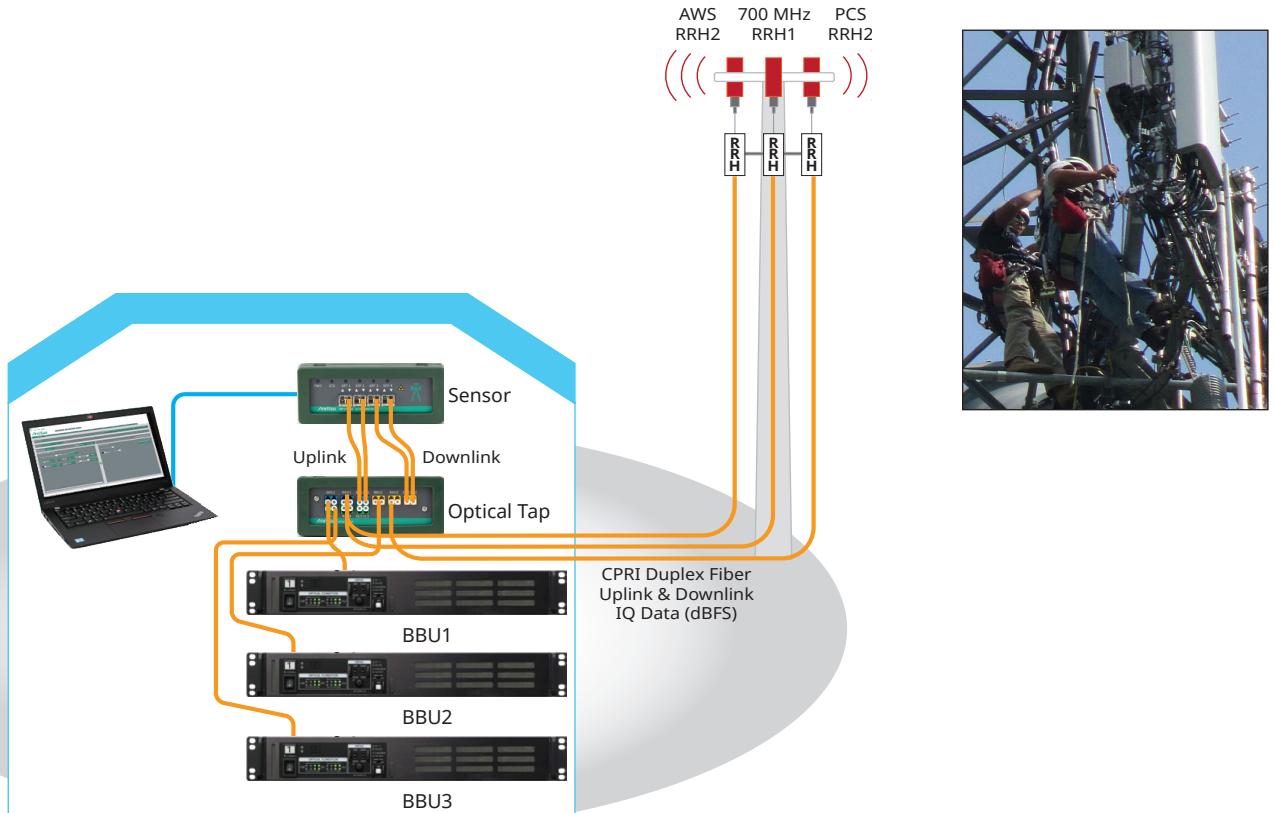 AWS
RRH2
700 MHz
RRH1
PCS
RRH2
RRH
RRH
RRH
Sensor
Uplink
Downlink
Optical Tap
CPRI Duplex Fiber
Uplink & Downlink
IQ Data (dBFS)
BBU1
BBU2
BBU3